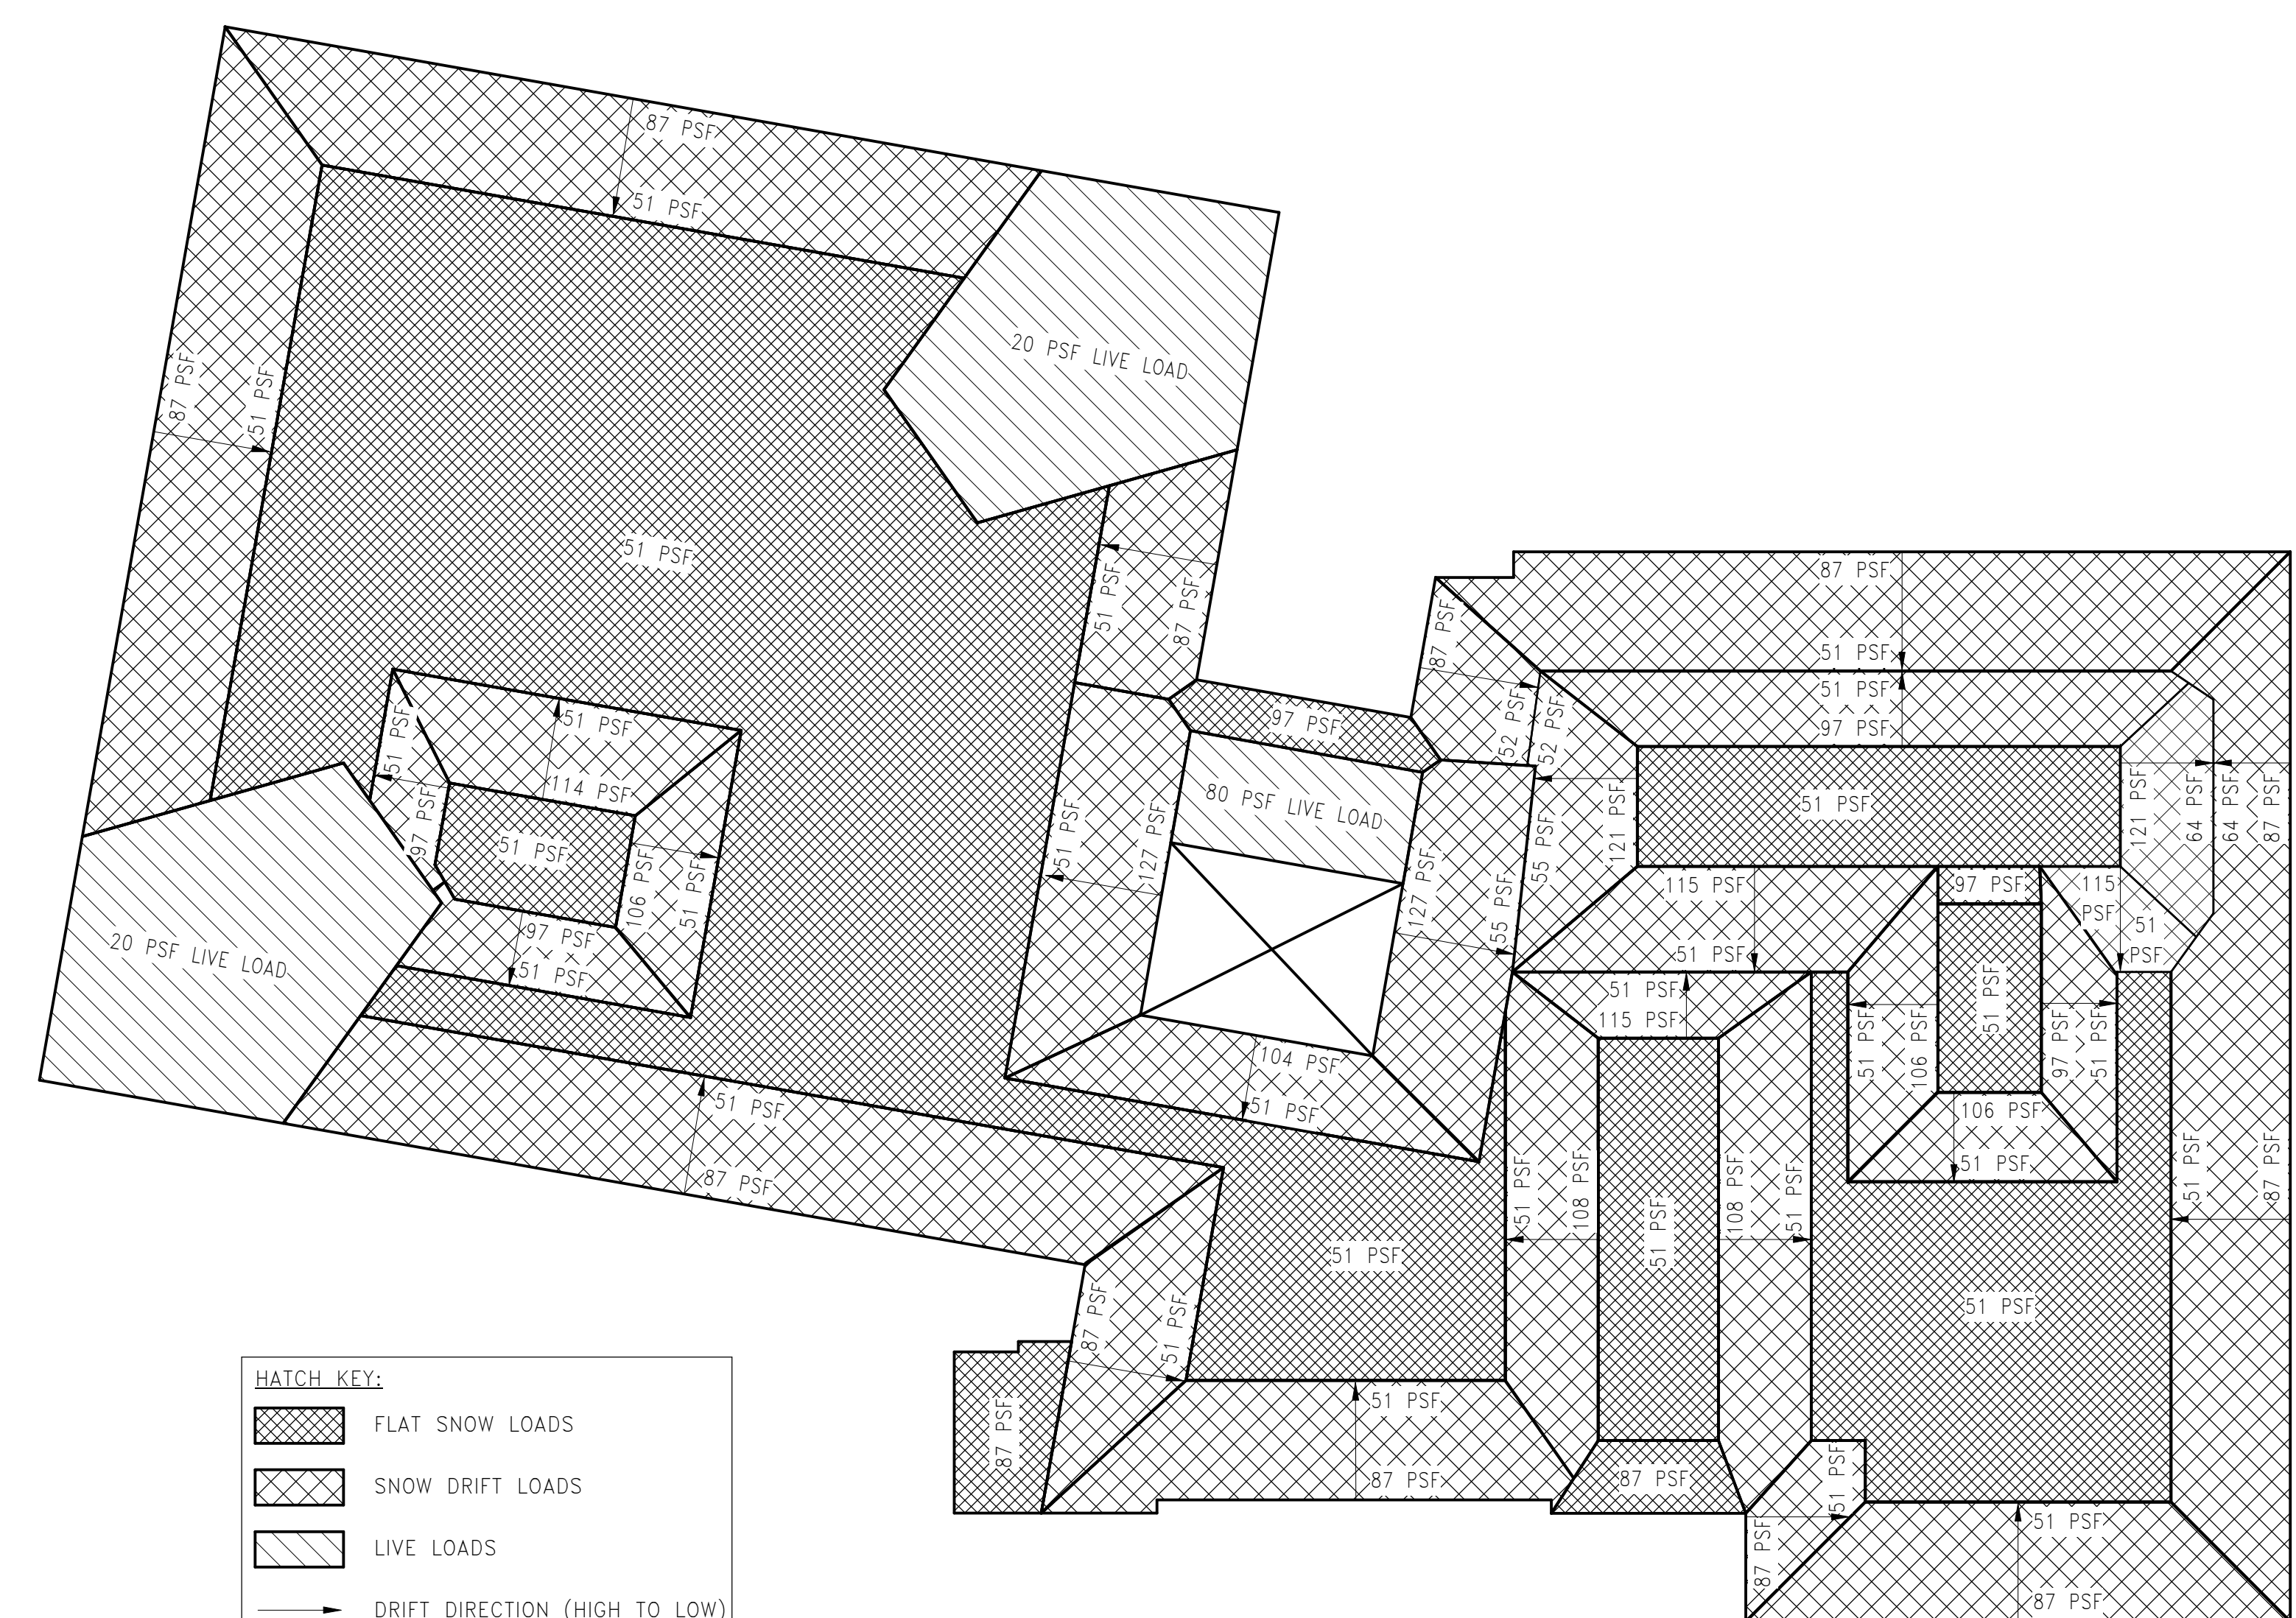 87 PSF
51 PSF
87 PSF
51 PSF
20 PSF LIVE LOAD
51 PSF
51 PSF
87 PSF
51 PSF
51 PSF
114 PSF
97 PSF
51 PSF
106 PSF
51 PSF
97 PSF
51 PSF
20 PSF LIVE LOAD
51 PSF
87 PSF
97 PSF
80 PSF LIVE LOAD
51 PSF
127 PSF
127 PSF
55 PSF
104 PSF
51 PSF
87 PSF
52 PSF
52 PSF
55 PSF
121 PSF
87 PSF
51 PSF
51 PSF
97 PSF
51 PSF
121 PSF
64 PSF
64 PSF
87 PSF
115 PSF
51 PSF
97 PSF
115
PSF
51
PSF
51 PSF
115 PSF
51 PSF
106 PSF
51 PSF
97 PSF
51 PSF
106 PSF
51 PSF
51 PSF
87 PSF
51 PSF
108 PSF
51 PSF
108 PSF
51 PSF
51 PSF
51 PSF
87 PSF
51 PSF
87 PSF
51 PSF
87 PSF
87 PSF
51 PSF
87 PSF
51 PSF
87 PSF
HATCH KEY:
FLAT SNOW LOADS
SNOW DRIFT LOADS
LIVE LOADS
DRIFT DIRECTION (HIGH TO LOW)